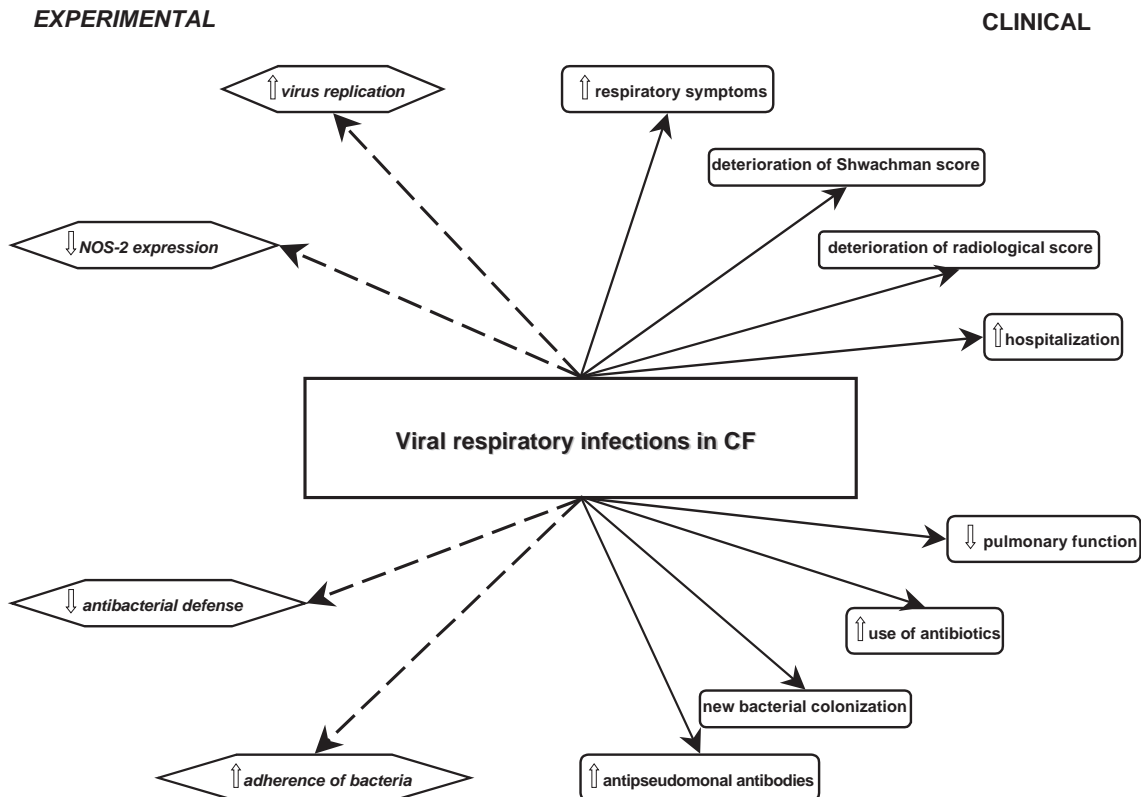 EXPERIMENTAL
CLINICAL
⇧ virus replication
⇧ respiratory symptoms
deterioration of Shwachman score
⇩ NOS-2 expression
deterioration of radiological score
⇧ hospitalization
Viral respiratory infections in CF
⇩ pulmonary function
⇩ antibacterial defense
⇧ use of antibiotics
new bacterial colonization
⇧ adherence of bacteria
⇧ antipseudomonal antibodies